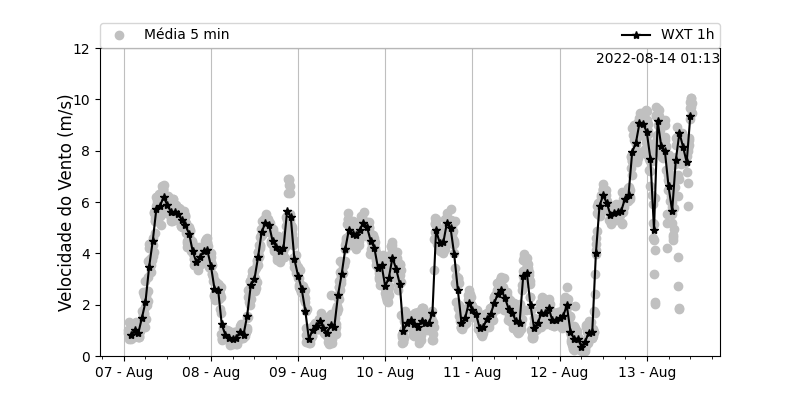 Média 5 min
WXT 1h
2022-08-14 01:13
Velocidade do Vento (m/s)
12
10
8
6
4
2
0
07 - Aug 08 - Aug 09 - Aug 10 - Aug 11 - Aug 12 - Aug 13 - Aug